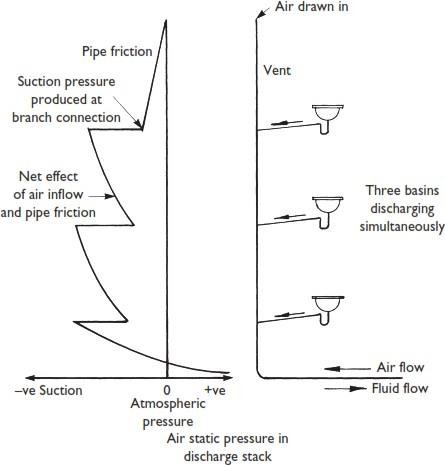 Air drawn in
Pipe friction
Vent
Suction pressure
produced at
branch connection
Net effect
of air inflow
and pipe friction
Three basins
discharging
simultaneously
Air flow
–ve Suction
0
+ve
Fluid flow
Atmospheric
pressure
Air static pressure in
discharge stack